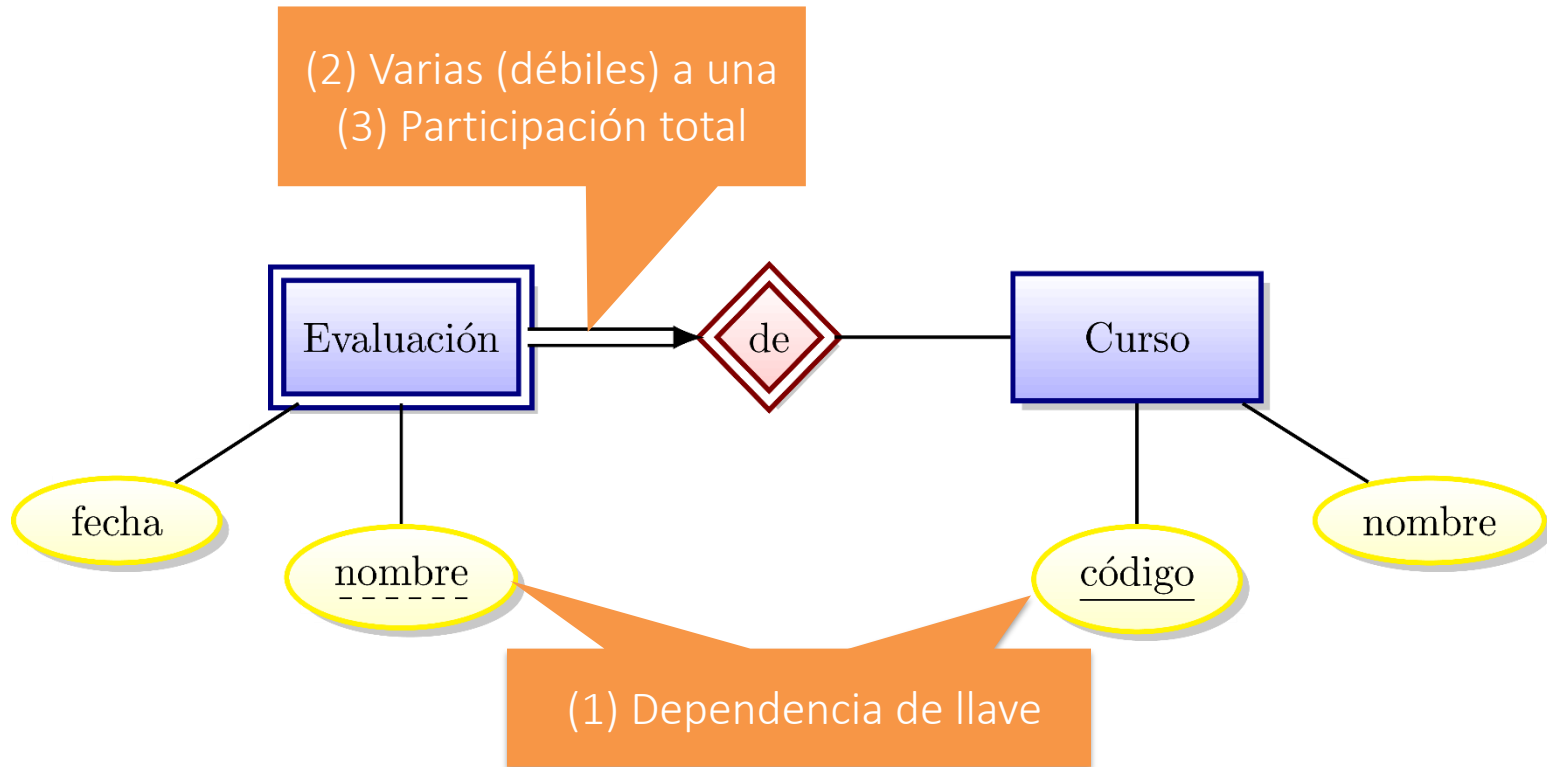 (2) Varias (débiles) a una
(3) Participación total
Evaluación
de
Curso
fecha
nombre
código
nombre
(1) Dependencia de llave